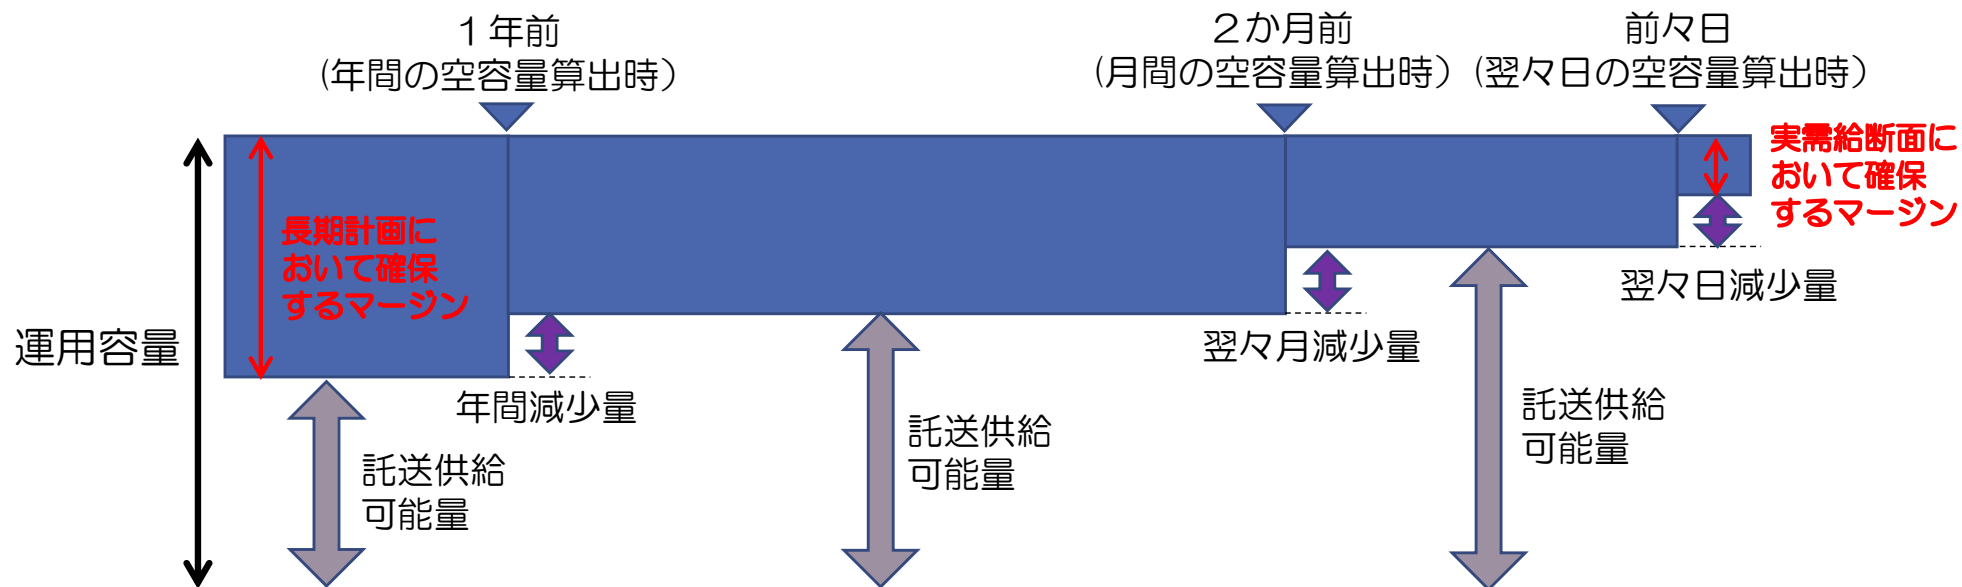 １年前
(年間の空容量算出時)
２か月前
(月間の空容量算出時)
前々日
(翌々日の空容量算出時)
実需給断面に
おいて確保
するマージン
長期計画に
おいて確保
するマージン
運用容量
年間減少量
翌々月減少量
翌々日減少量
託送供給
可能量
託送供給
可能量
託送供給
可能量